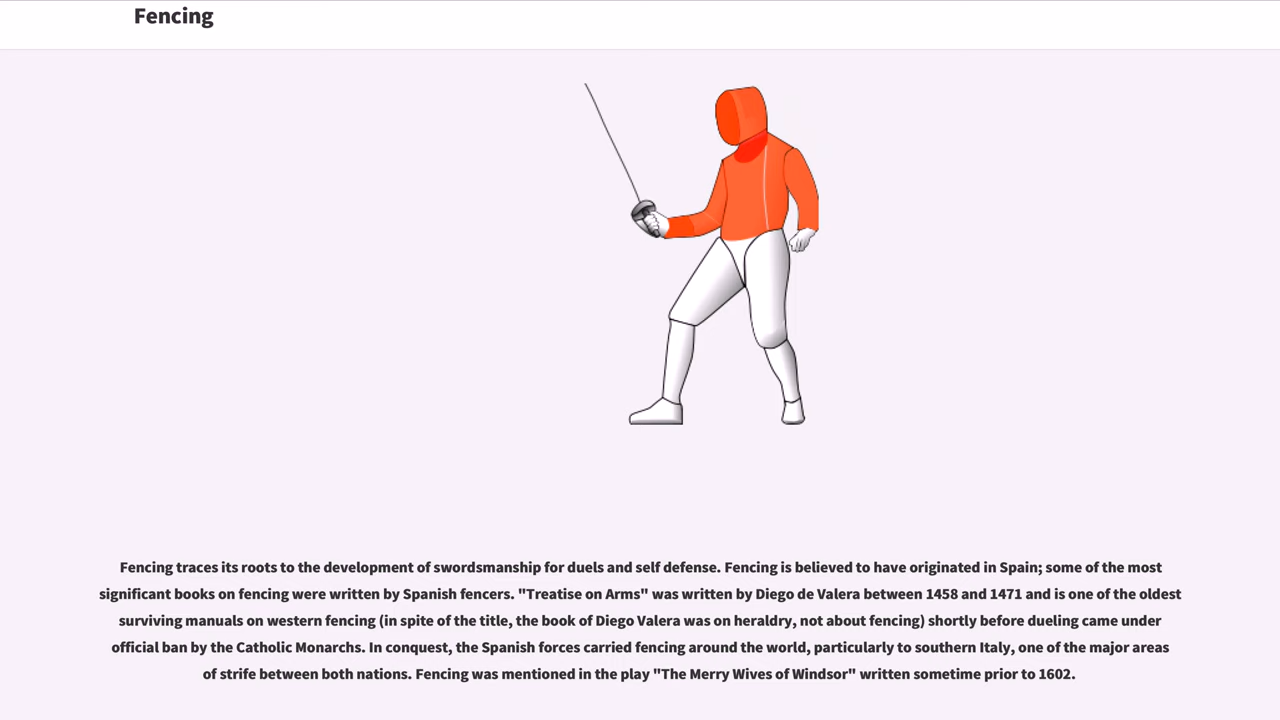 Fencing
Fencing traces its roots to the development of swordsmanship for duels and self defense. Fencing is believed to have originated in Spain; some of the most
significant books on fencing were written by Spanish fencers. "Treatise on Arms" was written by Diego de Valera between 1458 and 1471 and is one of the oldest
surviving manuals on western fencing (in spite of the title, the book of Diego Valera was on heraldry, not about fencing) shortly before dueling came under
official ban by the Catholic Monarchs. In conquest, the Spanish forces carried fencing around the world, particularly to southern Italy, one of the major areas
of strife between both nations. Fencing was mentioned in the play "The Merry Wives of Windsor" written sometime prior to 1602.